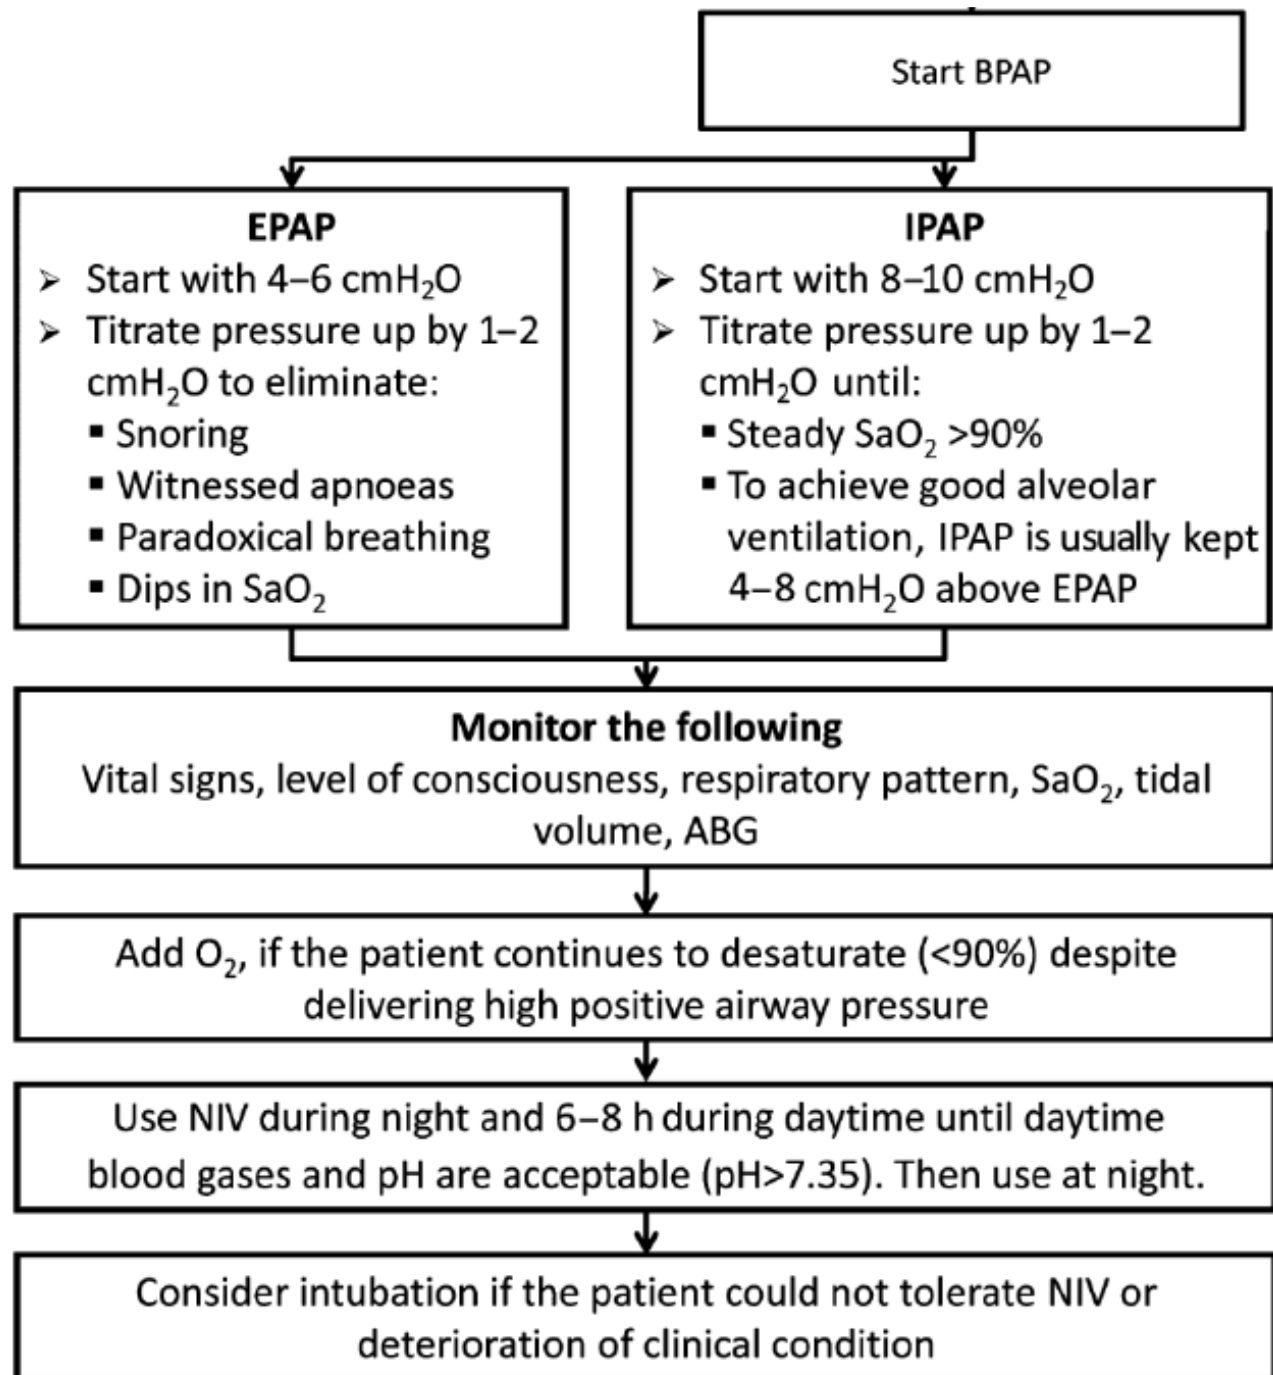 Start BPAP
EPAP
➢ Start with 4–6 cmH₂O
➢ Titrate pressure up by 1–2
cmH₂O to eliminate:
▪ Snoring
▪ Witnessed apnoeas
▪ Paradoxical breathing
▪ Dips in SaO₂
IPAP
➢ Start with 8–10 cmH₂O
➢ Titrate pressure up by 1–2
cmH₂O until:
▪ Steady SaO₂ >90%
▪ To achieve good alveolar
ventilation, IPAP is usually kept
4–8 cmH₂O above EPAP
Monitor the following
Vital signs, level of consciousness, respiratory pattern, SaO₂, tidal
volume, ABG
Add O₂, if the patient continues to desaturate (<90%) despite
delivering high positive airway pressure
Use NIV during night and 6–8 h during daytime until daytime
blood gases and pH are acceptable (pH>7.35). Then use at night.
Consider intubation if the patient could not tolerate NIV or
deterioration of clinical condition